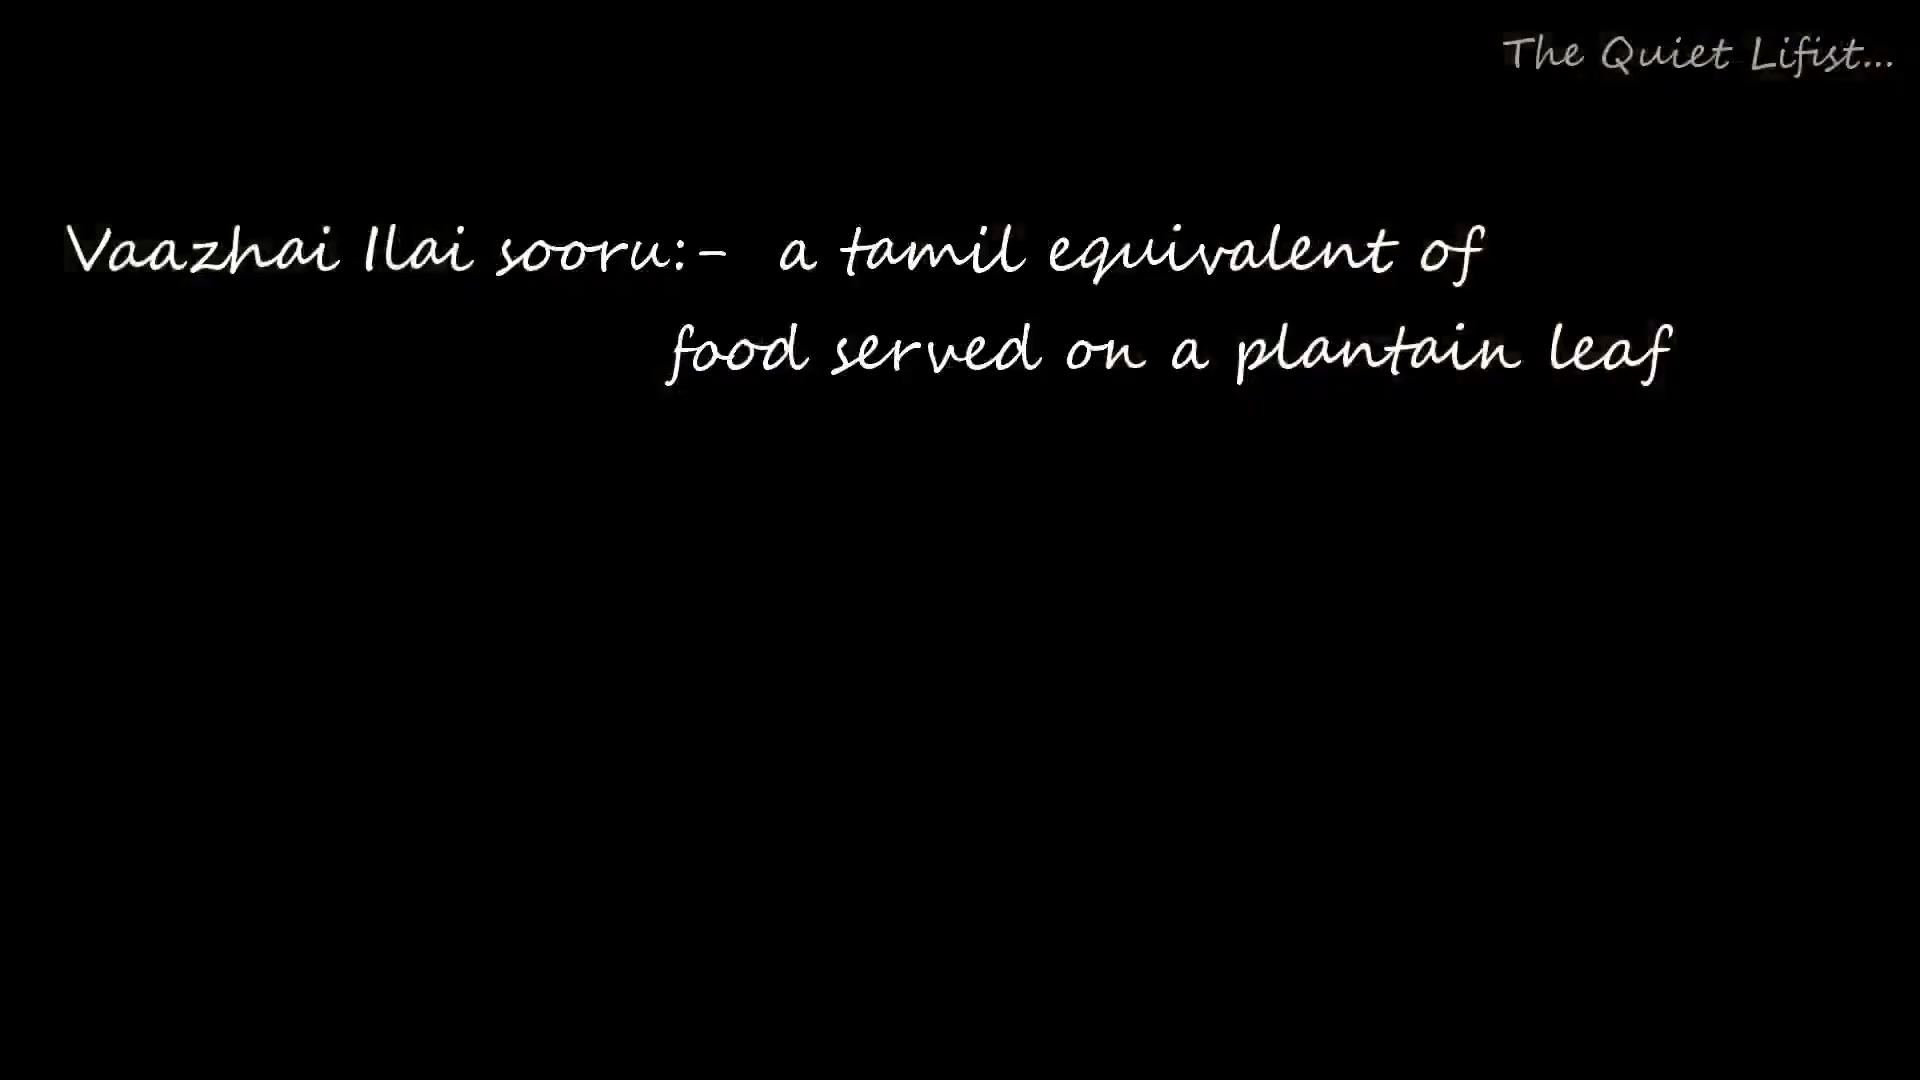 The Quiet Lifist...
Vaazhai Ilai sooru:- a tamil equivalent of
food served on a plantain leaf